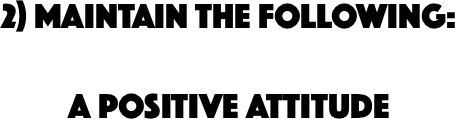 2) MAINTAIN THE FOLLOWING:
A POSITIVE ATTITUDE